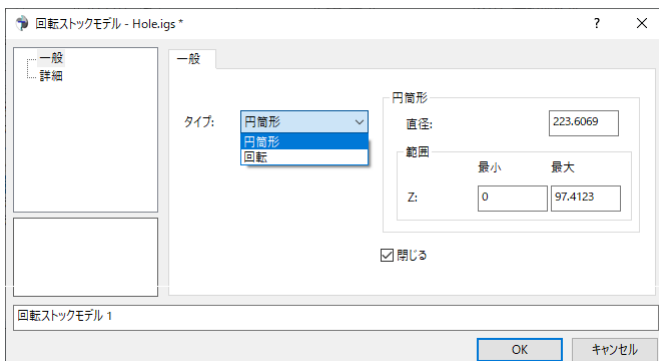 回転ストックモデル - Hole.igs *
? ×
一般
詳細
一般
タイプ: 円筒形
円筒形
回転
円筒形
直径: 223.6069
範囲
最小 最大
Z: 0 97.4123
閉じる
回転ストックモデル 1
OK キャンセル